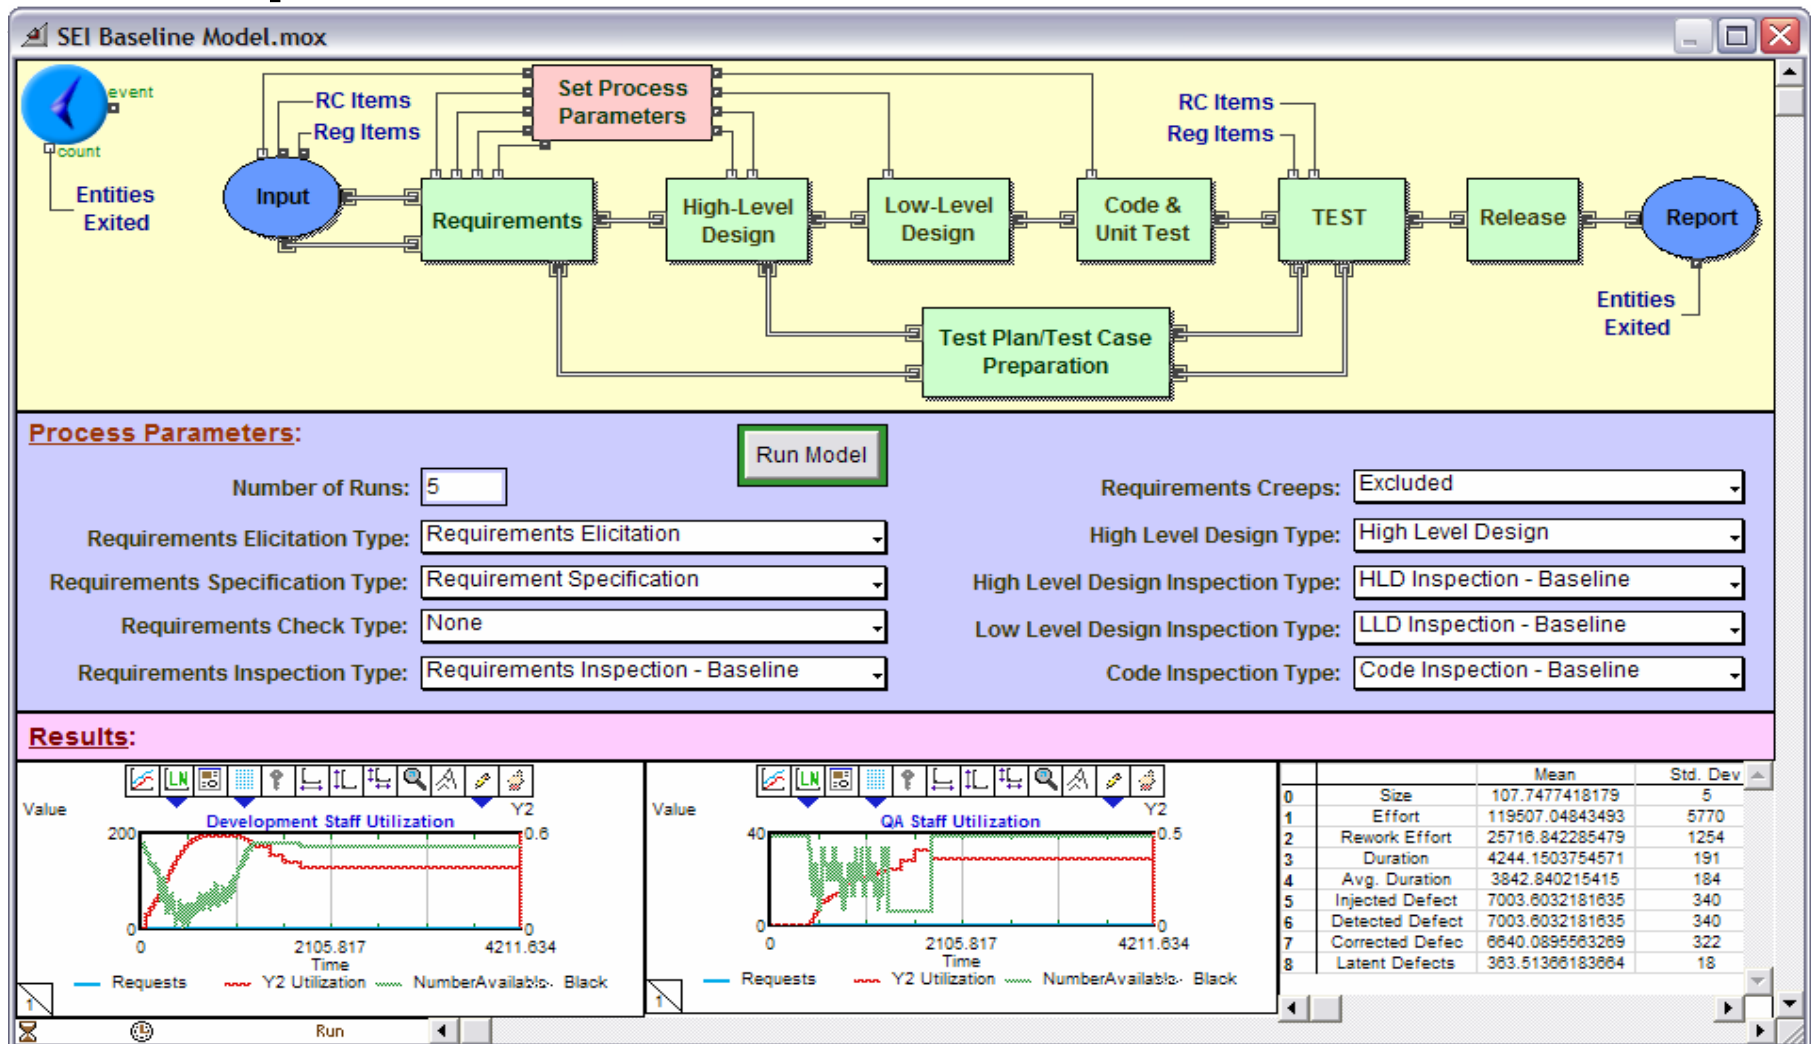 SEI Baseline Model.mox
event
count
Entities
Exited
RC Items
Reg Items
Input
Set Process
Parameters
RC Items
Reg Items
Requirements
High-Level
Design
Low-Level
Design
Code &
Unit Test
TEST
Release
Report
Entities
Exited
Test Plan/Test Case
Preparation
Process Parameters:
Run Model
Number of Runs: 5
Requirements Elicitation Type: Requirements Elicitation
Requirements Specification Type: Requirement Specification
Requirements Check Type: None
Requirements Inspection Type: Requirements Inspection - Baseline
Requirements Creeps: Excluded
High Level Design Type: High Level Design
High Level Design Inspection Type: HLD Inspection - Baseline
Low Level Design Inspection Type: LLD Inspection - Baseline
Code Inspection Type: Code Inspection - Baseline
Results:
LN
Value
Y2
Development Staff Utilization
200
0.6
0
0
0 2105.817 4211.634
Time
Requests Y2 Utilization NumberAvailable Black
1
LN
Value
Y2
QA Staff Utilization
40
0.5
0
0
0 2105.817 4211.634
Time
Requests Y2 Utilization NumberAvailable Black
1
Mean Std. Dev
0 Size 107.7477418179 5
1 Effort 119507.04843493 5770
2 Rework Effort 25716.842285479 1254
3 Duration 4244.1503754571 191
4 Avg. Duration 3842.840215415 184
5 Injected Defect 7003.6032181635 340
6 Detected Defect 7003.6032181635 340
7 Corrected Defec 6640.0895563269 322
8 Latent Defects 363.51366183664 18
Run